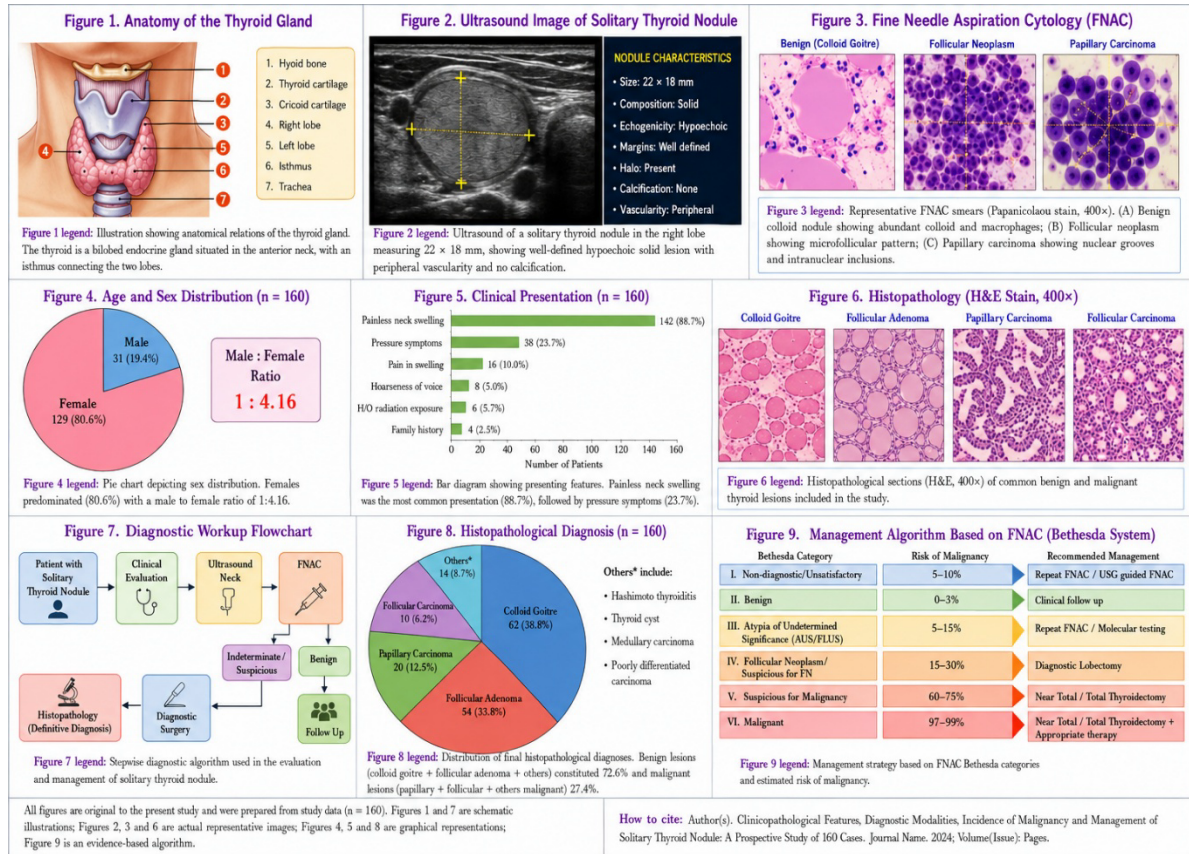 Figure 1. Anatomy of the Thyroid Gland
1
2
3
4
5
6
7
1. Hyoid bone
2. Thyroid cartilage
3. Cricoid cartilage
4. Right lobe
5. Left lobe
6. Isthmus
7. Trachea
Figure 1 legend: Illustration showing anatomical relations of the thyroid gland.
The thyroid is a bilobed endocrine gland situated in the anterior neck, with an
isthmus connecting the two lobes.
Figure 2. Ultrasound Image of Solitary Thyroid Nodule
NODULE CHARACTERISTICS
• Size: 22 × 18 mm
• Composition: Solid
• Echogenicity: Hypoechoic
• Margins: Well defined
• Halo: Present
• Calcification: None
• Vascularity: Peripheral
Figure 2 legend: Ultrasound of a solitary thyroid nodule in the right lobe
measuring 22 × 18 mm, showing well-defined hypoechoic solid lesion with
peripheral vascularity and no calcification.
Figure 3. Fine Needle Aspiration Cytology (FNAC)
Benign (Colloid Goitre)
Follicular Neoplasm
Papillary Carcinoma
Figure 3 legend: Representative FNAC smears (Papanicolaou stain, 400×). (A) Benign
colloid nodule showing abundant colloid and macrophages; (B) Follicular neoplasm
showing microfollicular pattern; (C) Papillary carcinoma showing nuclear grooves
and intranuclear inclusions.
Figure 4. Age and Sex Distribution (n = 160)
Male
31 (19.4%)
Female
129 (80.6%)
Male : Female
Ratio
1 : 4.16
Figure 4 legend: Pie chart depicting sex distribution. Females
predominated (80.6%) with a male to female ratio of 1:4.16.
Figure 5. Clinical Presentation (n = 160)
Painless neck swelling
142 (88.7%)
Pressure symptoms
38 (23.7%)
Pain in swelling
16 (10.0%)
Hoarseness of voice
8 (5.0%)
H/O radiation exposure
6 (5.7%)
Family history
4 (2.5%)
0 20 40 60 80 100 120 140 160
Number of Patients
Figure 5 legend: Bar diagram showing presenting features. Painless neck swelling
was the most common presentation (88.7%), followed by pressure symptoms (23.7%).
Figure 6. Histopathology (H&E Stain, 400×)
Colloid Goitre
Follicular Adenoma
Papillary Carcinoma
Follicular Carcinoma
Figure 6 legend: Histopathological sections (H&E, 400×) of common benign and malignant
thyroid lesions included in the study.
Figure 7. Diagnostic Workup Flowchart
Patient with
Solitary
Thyroid Nodule
Clinical
Evaluation
Ultrasound
Neck
FNAC
Indeterminate/
Suspicious
Benign
Histopathology
(Definitive Diagnosis)
Diagnostic
Surgery
Follow Up
Figure 7 legend: Stepwise diagnostic algorithm used in the evaluation
and management of solitary thyroid nodule.
Figure 8. Histopathological Diagnosis (n = 160)
Others*
14 (8.7%)
Follicular Carcinoma
10 (6.2%)
Papillary Carcinoma
20 (12.5%)
Colloid Goitre
62 (38.8%)
Follicular Adenoma
54 (33.8%)
Others* include:
• Hashimoto thyroiditis
• Thyroid cyst
• Medullary carcinoma
• Poorly differentiated
carcinoma
Figure 8 legend: Distribution of final histopathological diagnoses. Benign lesions
(colloid goitre + follicular adenoma + others) constituted 72.6% and malignant
lesions (papillary + follicular + others malignant) 27.4%.
Figure 9. Management Algorithm Based on FNAC (Bethesda System)
Bethesda Category
Risk of Malignancy
Recommended Management
I. Non-diagnostic/Unsatisfactory
5–10%
Repeat FNAC / USG guided FNAC
II. Benign
0–3%
Clinical follow up
III. Atypia of Undetermined
Significance (AUS/FLUS)
5–15%
Repeat FNAC / Molecular testing
IV. Follicular Neoplasm/
Suspicious for FN
15–30%
Diagnostic Lobectomy
V. Suspicious for Malignancy
60–75%
Near Total / Total Thyroidectomy
VI. Malignant
97–99%
Near Total / Total Thyroidectomy +
Appropriate therapy
Figure 9 legend: Management strategy based on FNAC Bethesda categories
and estimated risk of malignancy.
All figures are original to the present study and were prepared from study data (n = 160). Figures 1 and 7 are schematic
illustrations; Figures 2, 3 and 6 are actual representative images; Figures 4, 5 and 8 are graphical representations;
Figure 9 is an evidence-based algorithm.
How to cite: Author(s). Clinicopathological Features, Diagnostic Modalities, Incidence of Malignancy and Management of
Solitary Thyroid Nodule: A Prospective Study of 160 Cases. Journal Name. 2024; Volume(Issue): Pages.